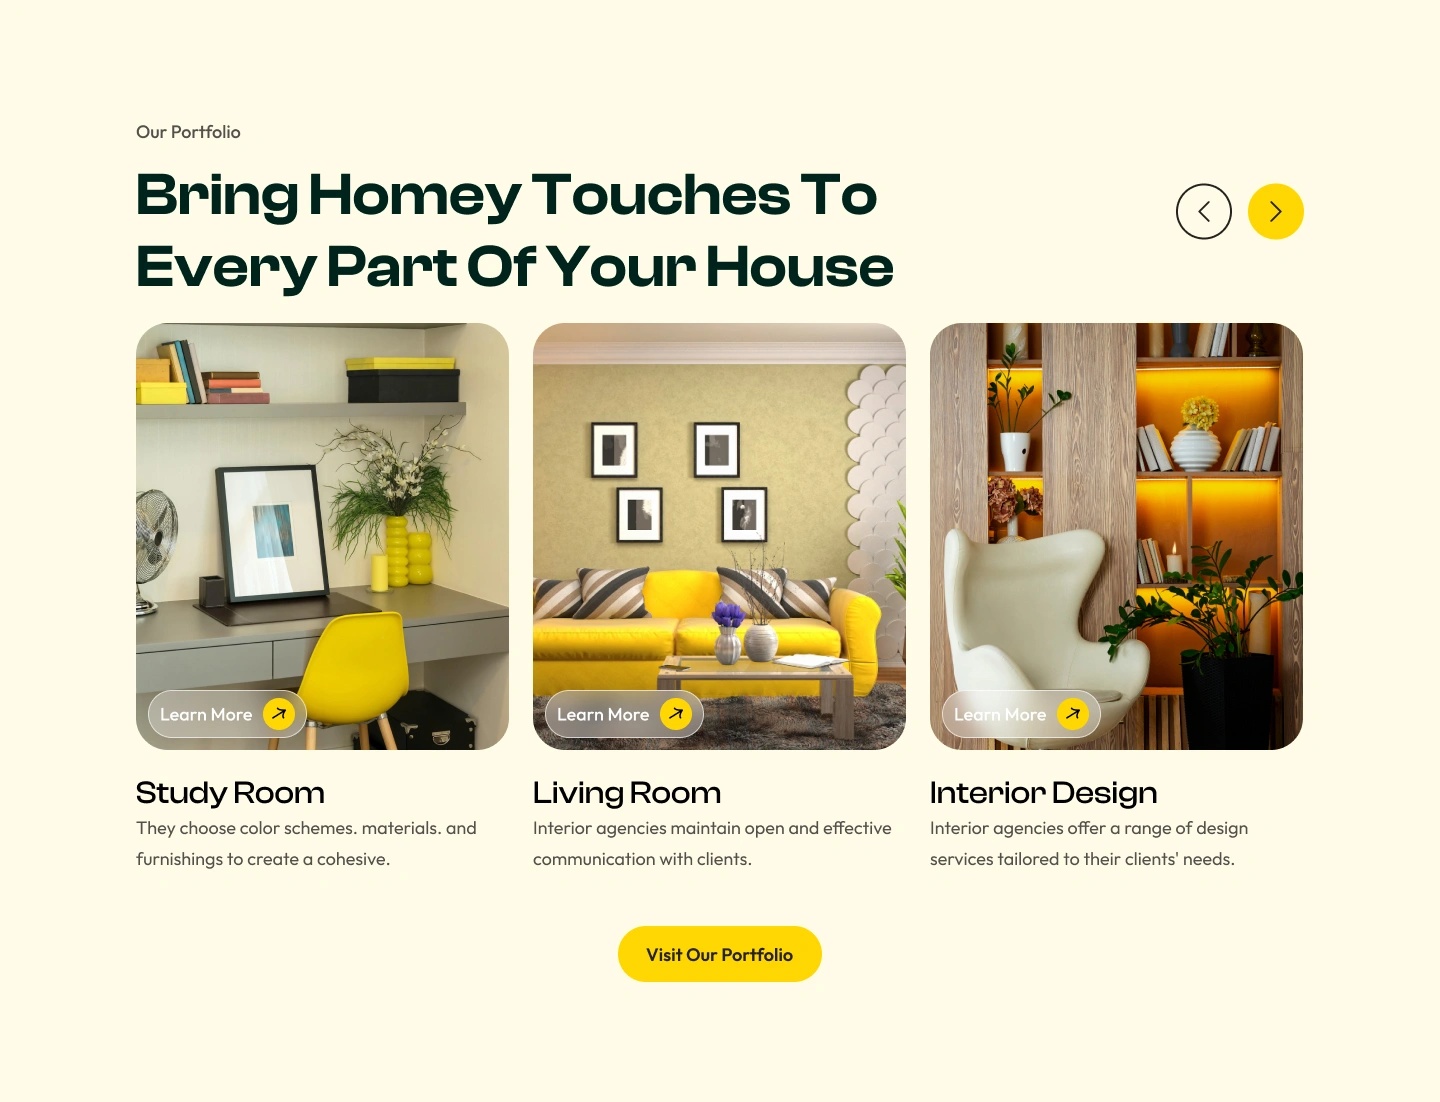 Our Portfolio
Bring Homey Touches To
Every Part Of Your House
Learn More
Learn More
Learn More
Study Room
They choose color schemes. materials. and
furnishings to create a cohesive.
Living Room
Interior agencies maintain open and effective
communication with clients.
Interior Design
Interior agencies offer a range of design
services tailored to their clients' needs.
Visit Our Portfolio